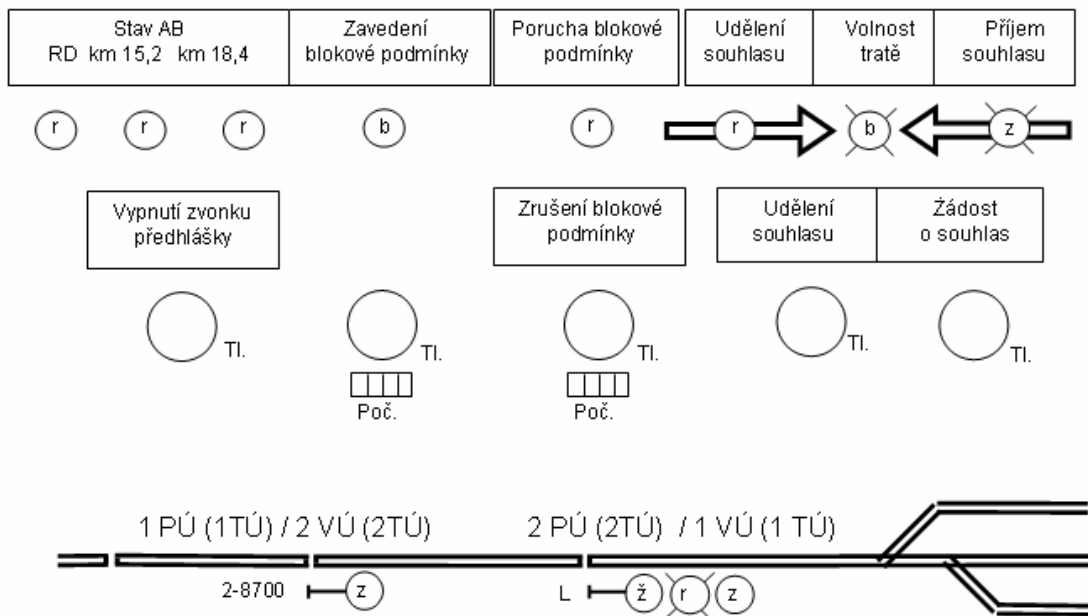 Stav AB
RD km 15,2 km 18,4
Zavedení
blokové podmínky
Porucha blokové
podmínky
Udělení
souhlasu
Volnost
tratě
Příjem
souhlasu
r r r b r r b z
Vypnutí zvonku
předhlášky
Zrušení blokové
podmínky
Udělení
souhlasu
Žádost
o souhlas
Tl. Tl. Tl. Tl. Tl.
Poč. Poč.
1 PÚ (1TÚ) / 2 VÚ (2TÚ) 2 PÚ (2TÚ) / 1 VÚ (1 TÚ)
2-8700 z L ž r z